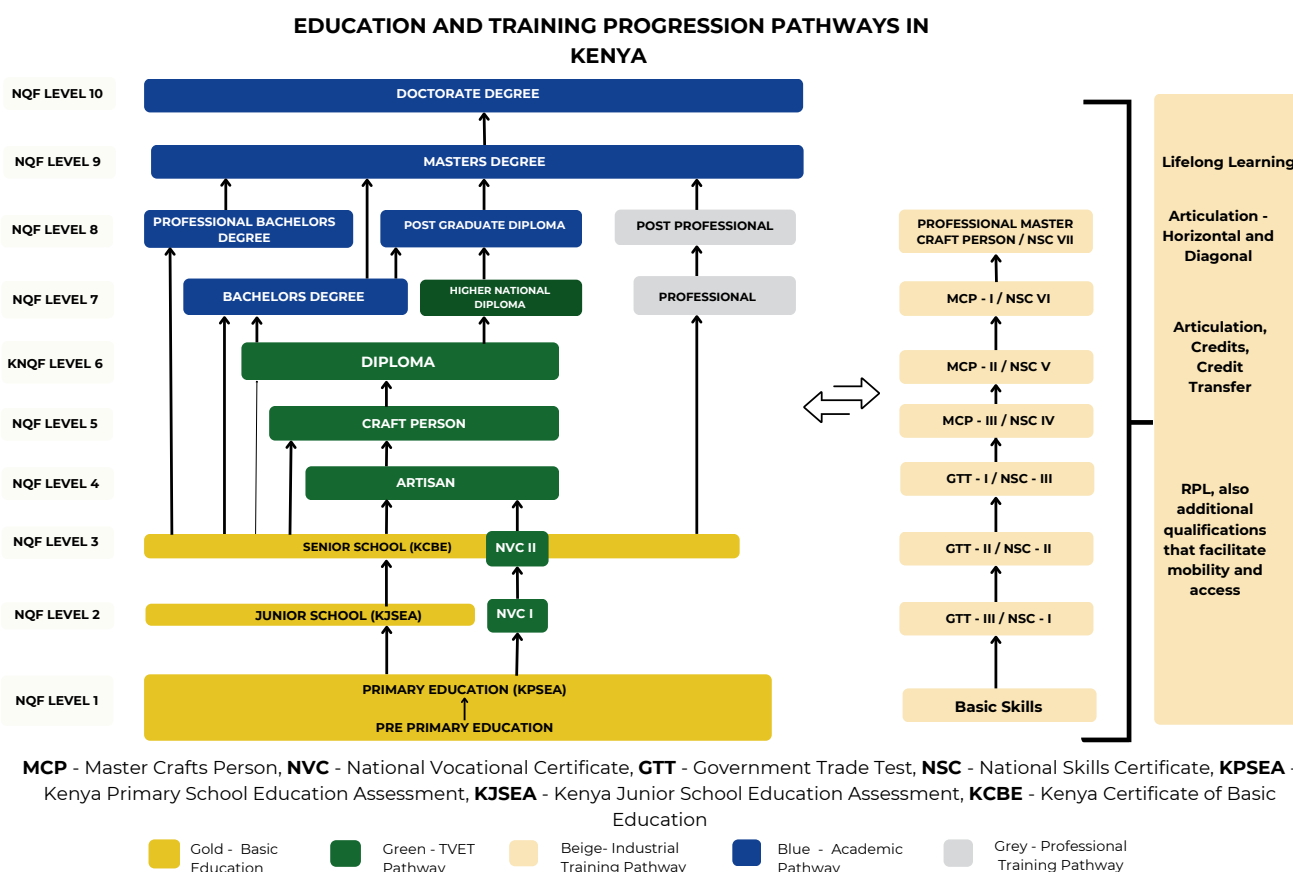 EDUCATION AND TRAINING PROGRESSION PATHWAYS IN
KENYA
NQF LEVEL 10
DOCTORATE DEGREE
NQF LEVEL 9
MASTERS DEGREE
NQF LEVEL 8
PROFESSIONAL BACHELORS
DEGREE
POST GRADUATE DIPLOMA
POST PROFESSIONAL
PROFESSIONAL MASTER
CRAFT PERSON / NSC VII
NQF LEVEL 7
BACHELORS DEGREE
HIGHER NATIONAL
DIPLOMA
PROFESSIONAL
MCP - I / NSC VI
KNQF LEVEL 6
DIPLOMA
MCP - II / NSC V
NQF LEVEL 5
CRAFT PERSON
MCP - III / NSC IV
NQF LEVEL 4
ARTISAN
GTT - I / NSC - III
NQF LEVEL 3
SENIOR SCHOOL (KCBE)
NVC II
GTT - II / NSC - II
NQF LEVEL 2
JUNIOR SCHOOL (KJSEA)
NVC I
GTT - III / NSC - I
NQF LEVEL 1
PRIMARY EDUCATION (KPSEA)
PRE PRIMARY EDUCATION
Basic Skills
Lifelong Learning
Articulation -
Horizontal and
Diagonal
Articulation,
Credits,
Credit
Transfer
RPL, also
additional
qualifications
that facilitate
mobility and
access
MCP - Master Crafts Person, NVC - National Vocational Certificate, GTT - Government Trade Test, NSC - National Skills Certificate, KPSEA -
Kenya Primary School Education Assessment, KJSEA - Kenya Junior School Education Assessment, KCBE - Kenya Certificate of Basic
Education
Gold - Basic
Education
Green - TVET
Pathway
Beige- Industrial
Training Pathway
Blue - Academic
Pathway
Grey - Professional
Training Pathway